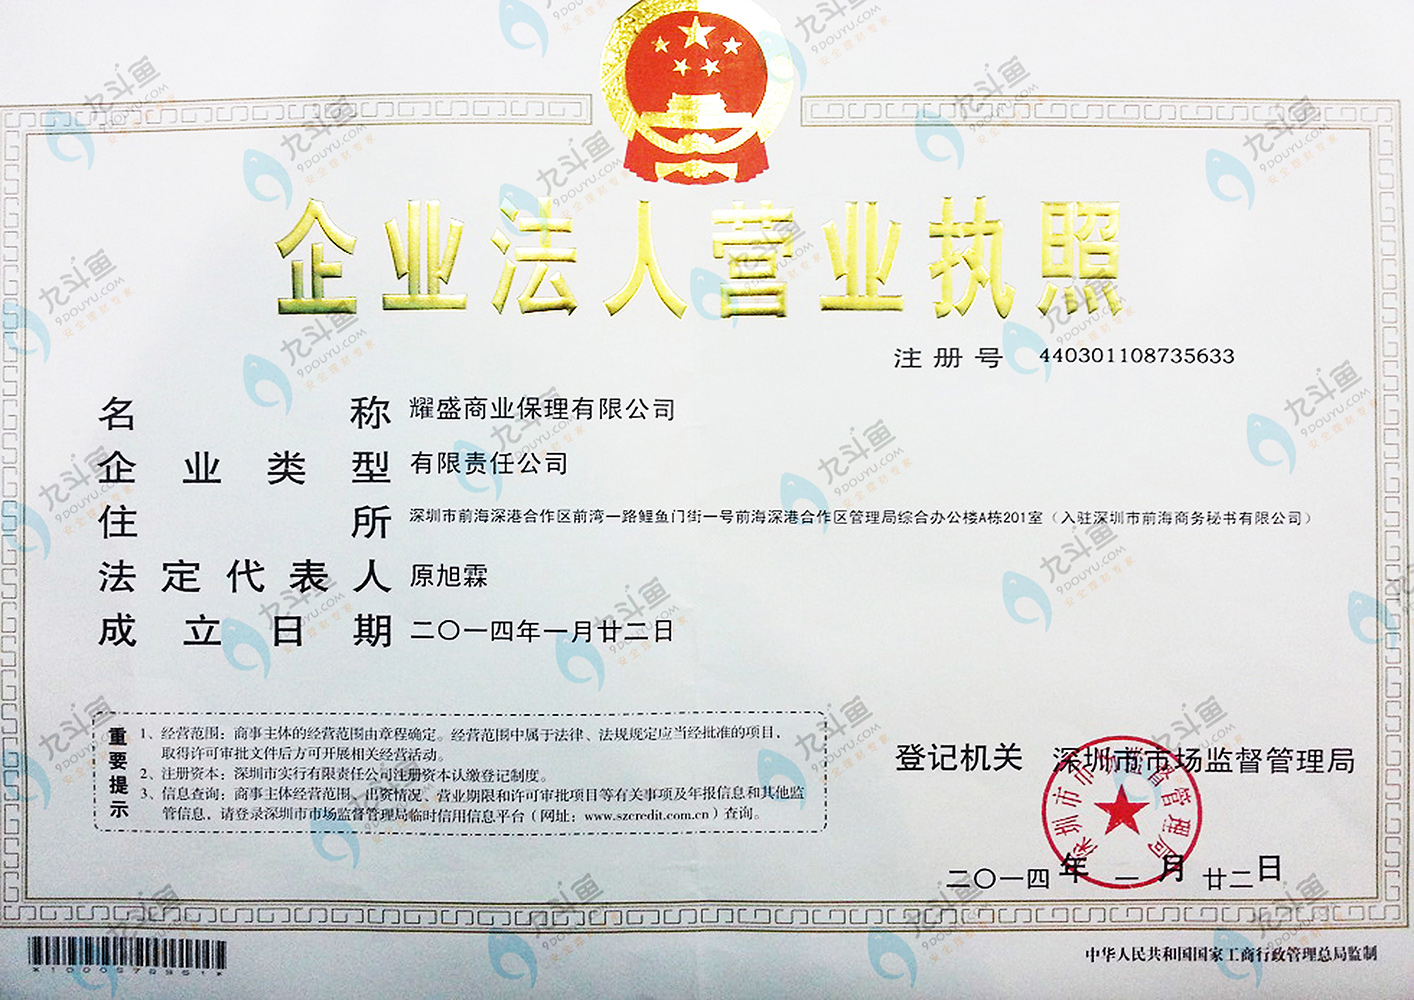 企业法人营业执照
注册号 440301108735633
名称 耀盛商业保理有限公司
企业类型 有限责任公司
住所 深圳市前海深港合作区前湾一路鲤鱼门街一号前海深港合作区管理局综合办公楼A栋201室（入驻深圳市前海商务秘书有限公司）
法定代表人 原旭霖
成立日期 二〇一四年一月廿二日
重要提示
1、经营范围：商事主体的经营范围由章程确定。经营范围中属于法律、法规规定应当经批准的项目，
取得许可审批文件后方可开展相关经营活动。
2、注册资本：深圳市实行有限责任公司注册资本认缴登记制度。
3、信息查询：商事主体经营范围、出资情况、营业期限和许可审批项目等有关事项及年报信息和其他监
管信息，请登录深圳市市场监督管理局临时信用信息平台（网址：www.szcredit.com.cn）查询。
登记机关 深圳市市场监督管理局
深圳市市场监督管理局
二〇一四年一月廿二日
中华人民共和国国家工商行政管理总局监制
九斗鱼
9DOUYU.COM
安全理财专家